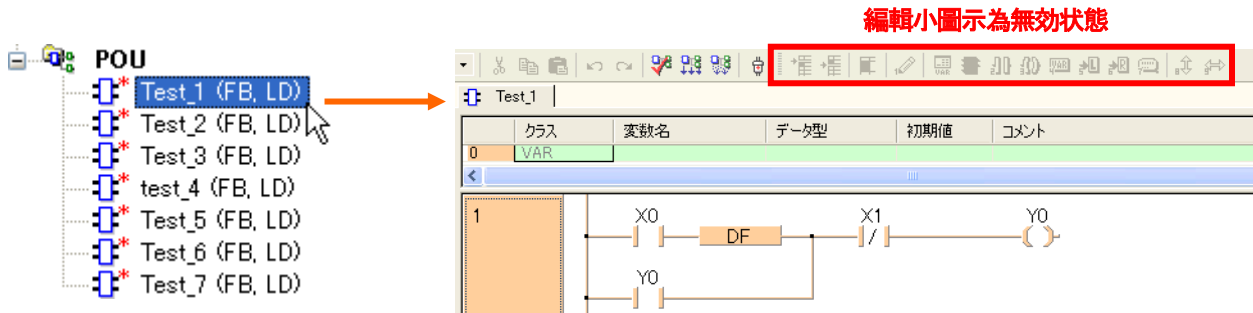 編輯小圖示為無効状態
POU
Test_1 (FB, LD)
Test_2 (FB, LD)
Test_3 (FB, LD)
test_4 (FB, LD)
Test_5 (FB, LD)
Test_6 (FB, LD)
Test_7 (FB, LD)
Test_1
クラス 変数名 データ型 初期値 コメント
0 VAR
1
X0 X1 Y0
DF
Y0